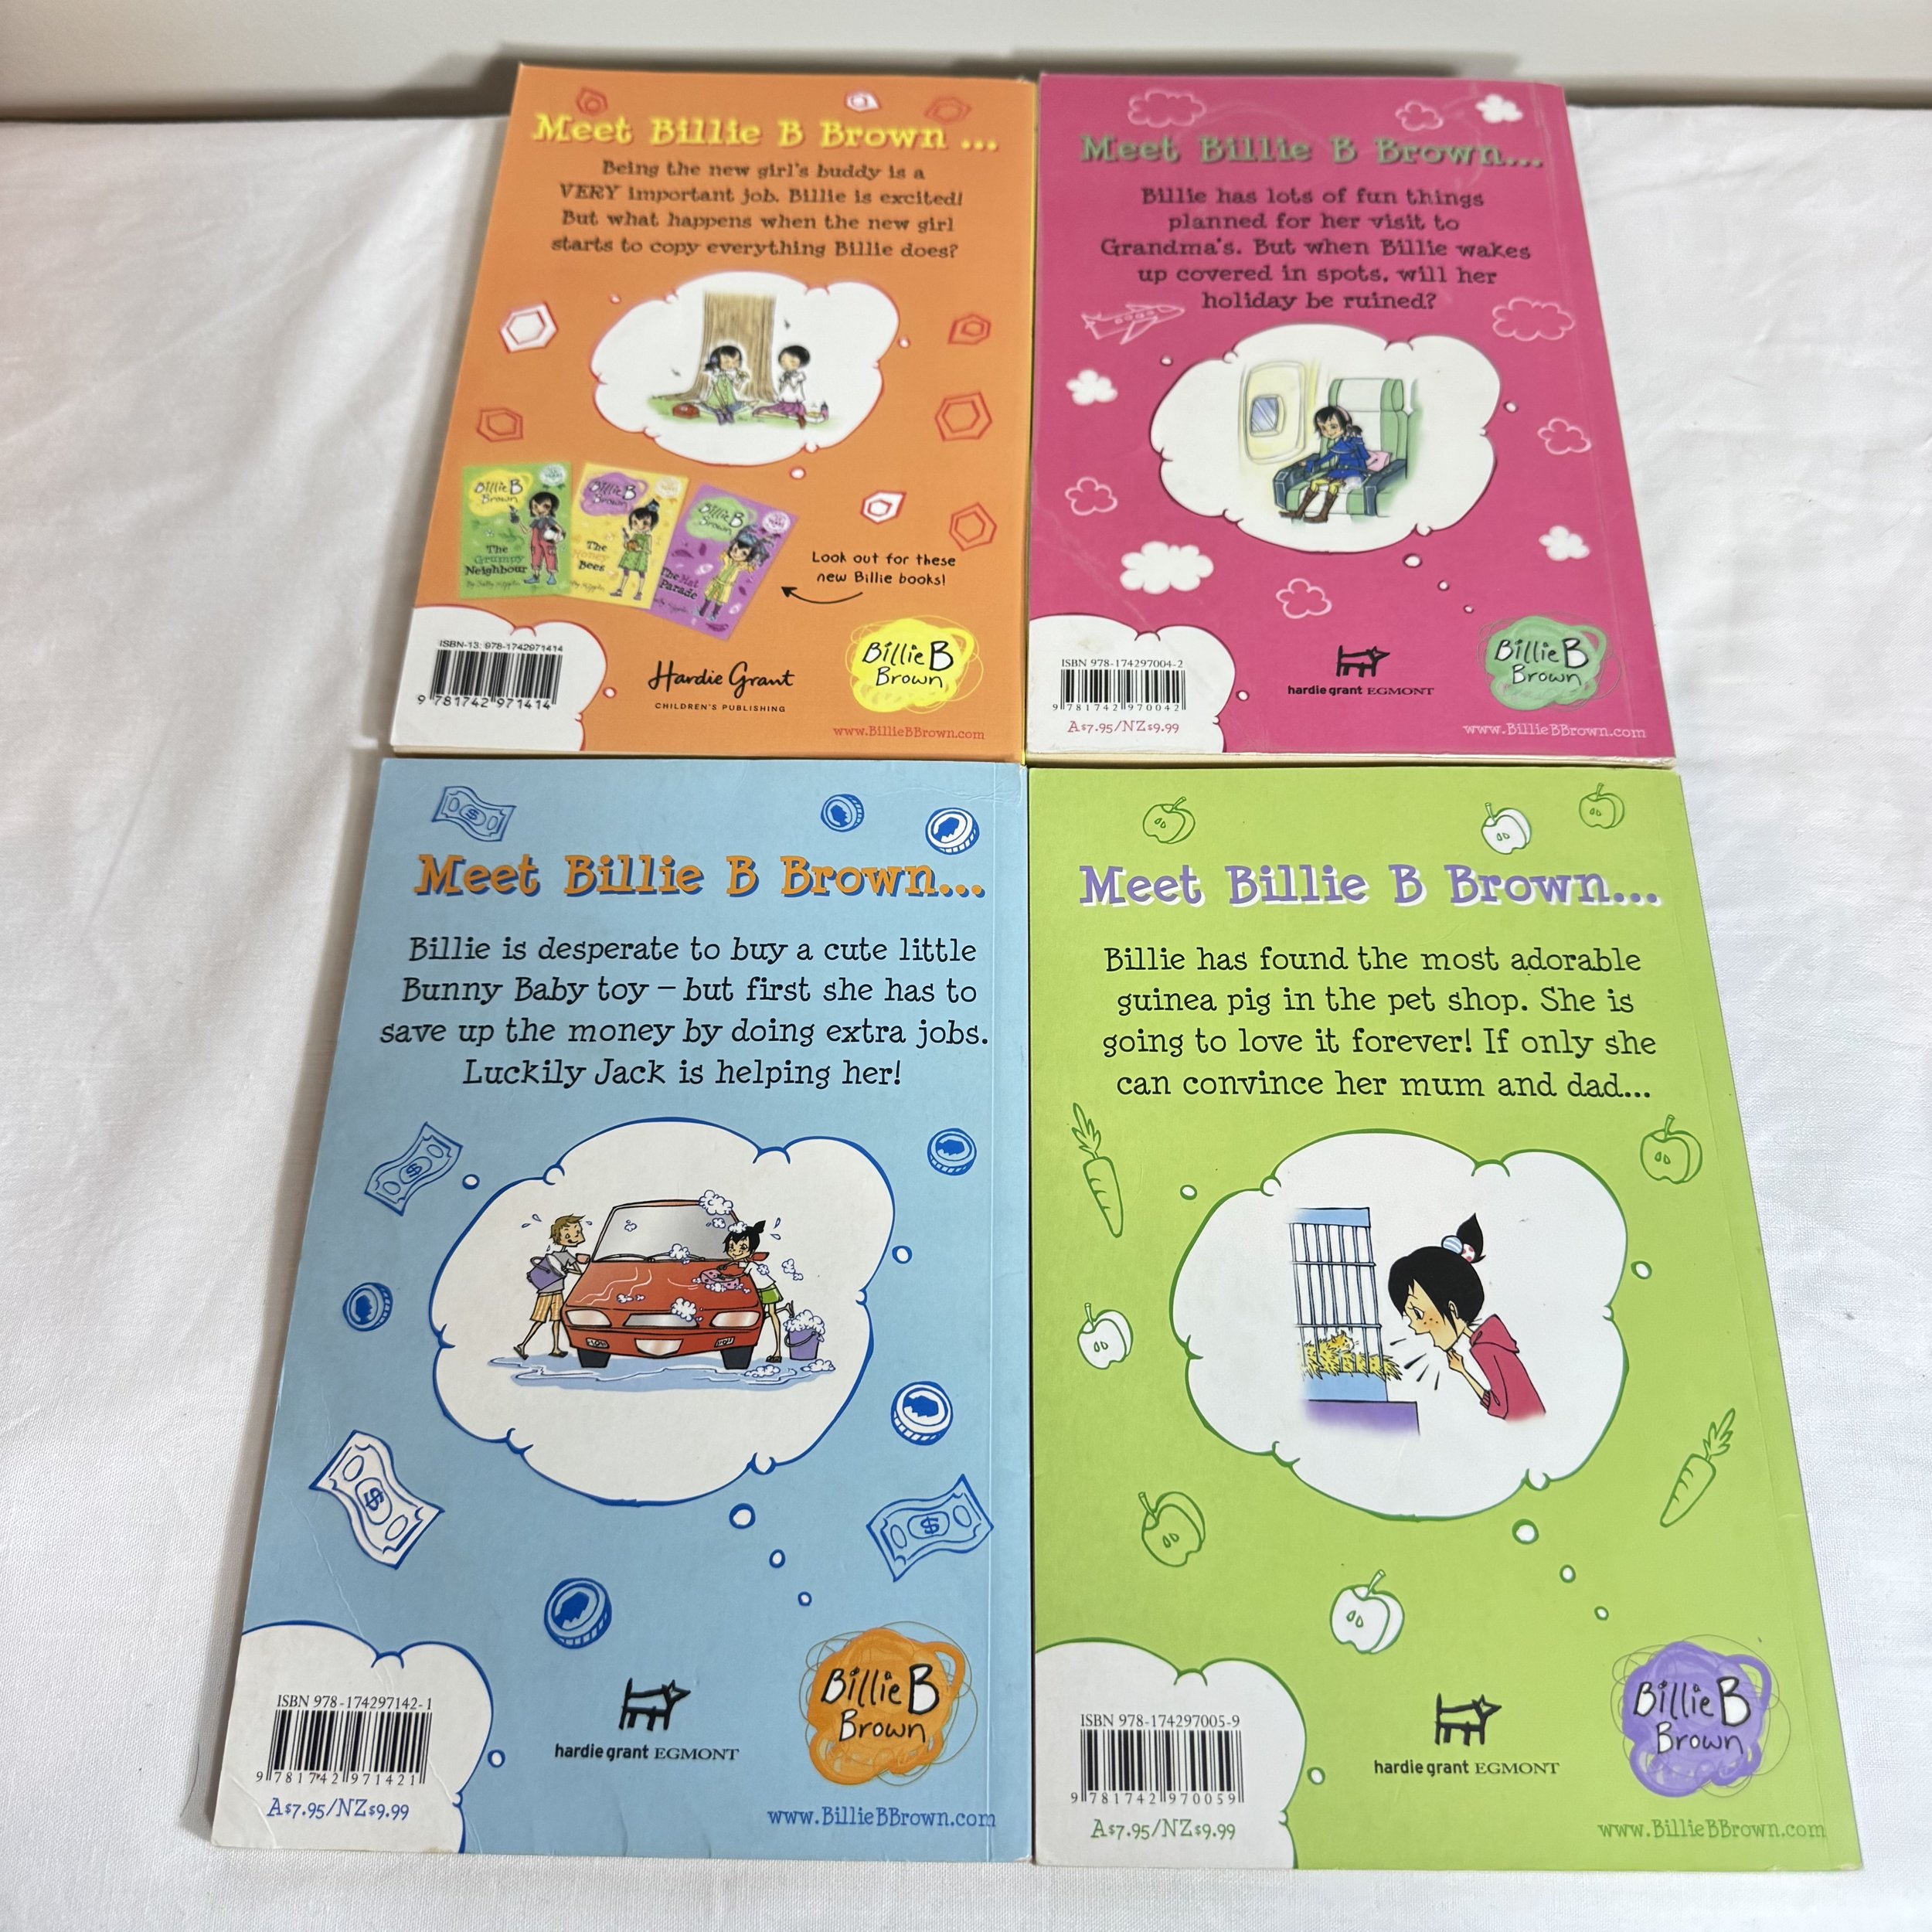 Meet Billie B Brown ...
Being the new girl's buddy is a
VERY important job. Billie is excited!
But what happens when the new girl
starts to copy everything Billie does?
Billie B
Brown
The
Grumpy
Neighbour
Billie B
Brown
The
Honey
Bees
Billie B
Brown
The Hat
Parade
Look out for these
new Billie books!
ISBN-13: 978-1742971414
9 781742 971414
Hardie Grant
CHILDREN'S PUBLISHING
Billie B
Brown
www.BillieBBrown.com
Meet Billie B Brown...
Billie has lots of fun things
planned for her visit to
Grandma's. But when Billie wakes
up covered in spots, will her
holiday be ruined?
ISBN 978-174297004-2
9 781742 970042
A$7.95/NZ$9.99
hardie grant EGMONT
Billie B
Brown
www.BillieBBrown.com
Meet Billie B Brown...
Billie is desperate to buy a cute little
Bunny Baby toy – but first she has to
save up the money by doing extra jobs.
Luckily Jack is helping her!
ISBN 978-174297142-1
9 781742 971421
A$7.95/NZ$9.99
hardie grant EGMONT
Billie B
Brown
www.BillieBBrown.com
Meet Billie B Brown...
Billie has found the most adorable
guinea pig in the pet shop. She is
going to love it forever! If only she
can convince her mum and dad...
ISBN 978-174297005-9
9 781742 970059
A$7.95/NZ$9.99
hardie grant EGMONT
Billie B
Brown
www.BillieBBrown.com